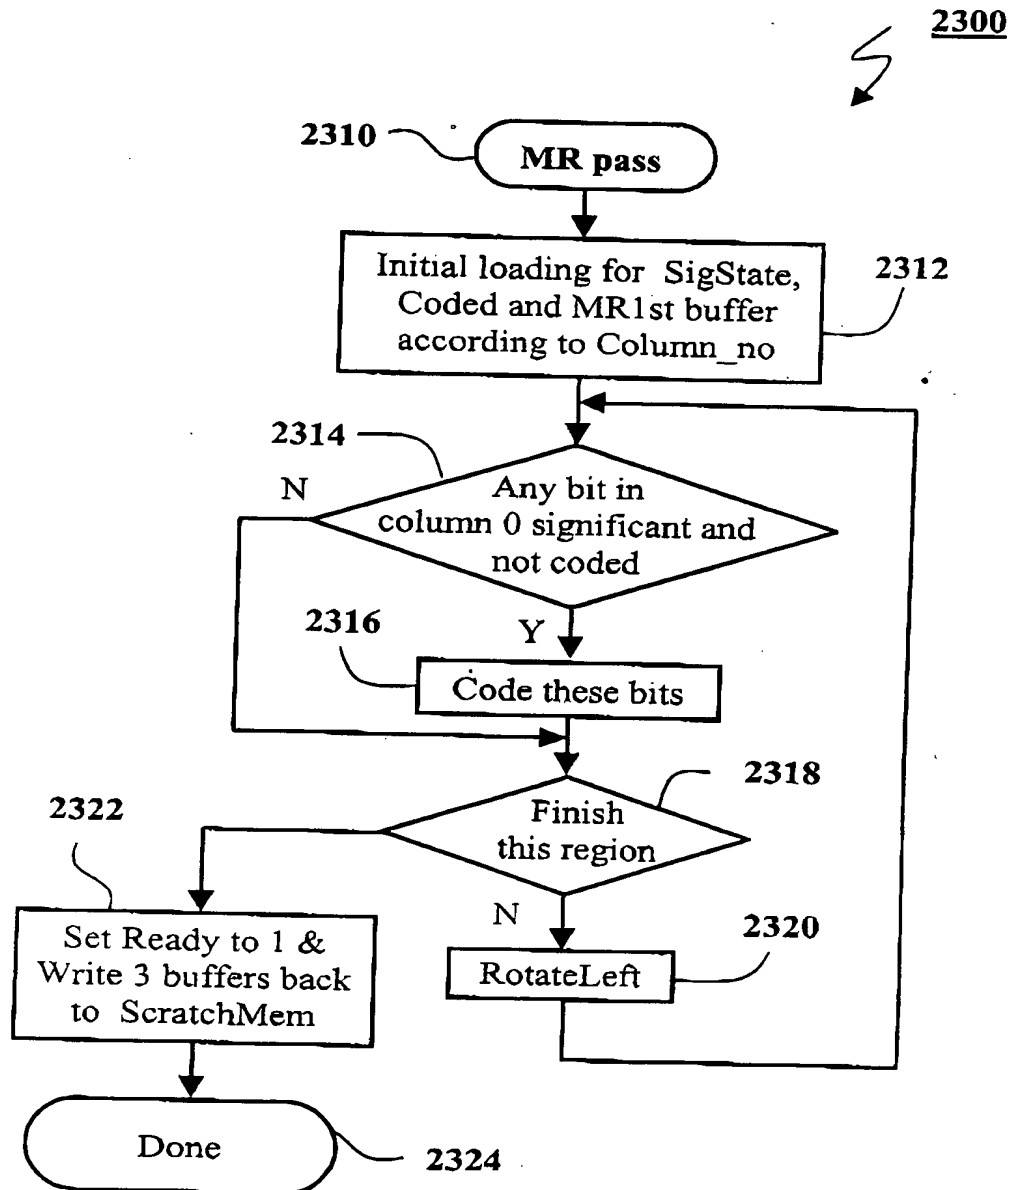 2300
2310
MR pass
Initial loading for SigState,
Coded and MR1st buffer
according to Column_no
2312
2314
N
Any bit in
column 0 significant and
not coded
2316
Y
Code these bits
2318
Finish
this region
2322
N
2320
Set Ready to 1 &
Write 3 buffers back
to ScratchMem
RotateLeft
Done
2324